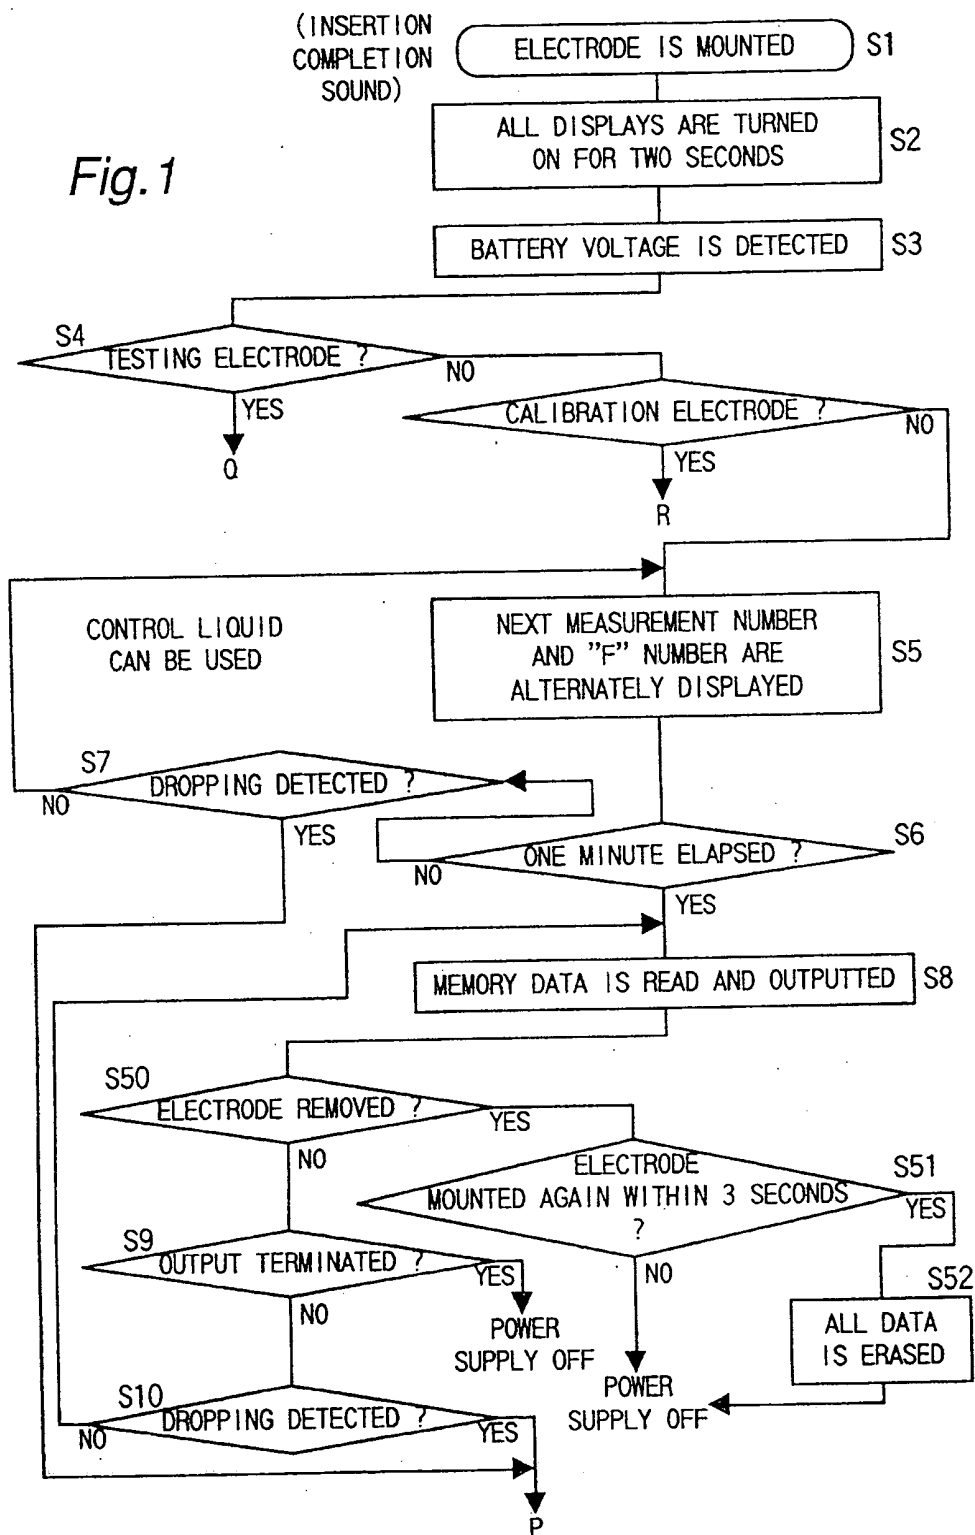 (INSERTION
COMPLETION
SOUND)
ELECTRODE IS MOUNTED
S1
ALL DISPLAYS ARE TURNED
ON FOR TWO SECONDS
S2
Fig.1
BATTERY VOLTAGE IS DETECTED
S3
S4
TESTING ELECTRODE ?
NO
YES
Q
CALIBRATION ELECTRODE ?
NO
YES
R
CONTROL LIQUID
CAN BE USED
NEXT MEASUREMENT NUMBER
AND "F" NUMBER ARE
ALTERNATELY DISPLAYED
S5
S7
DROPPING DETECTED ?
NO
YES
S6
ONE MINUTE ELAPSED ?
NO
YES
MEMORY DATA IS READ AND OUTPUTTED
S8
S50
ELECTRODE REMOVED ?
YES
NO
S51
ELECTRODE
MOUNTED AGAIN WITHIN 3 SECONDS
?
YES
NO
S9
OUTPUT TERMINATED ?
YES
NO
POWER
SUPPLY OFF
S52
ALL DATA
IS ERASED
POWER
SUPPLY OFF
S10
DROPPING DETECTED ?
NO
YES
P